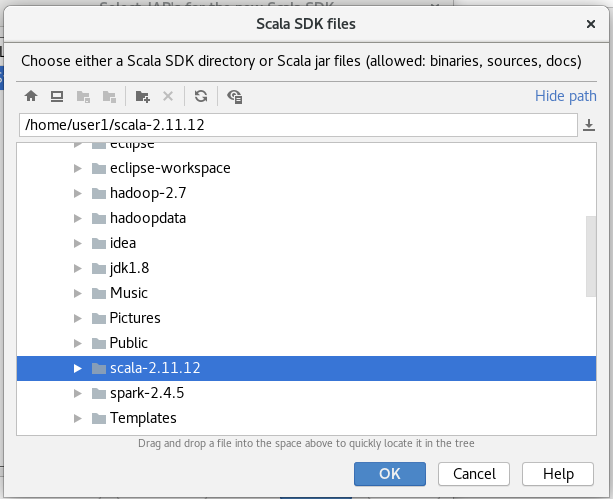 Select JAR's for the new Scala SDK
Scala SDK files
Choose either a Scala SDK directory or Scala jar files (allowed: binaries, sources, docs)
Hide path
/home/user1/scala-2.11.12
eclipse
eclipse-workspace
hadoop-2.7
hadoopdata
idea
jdk1.8
Music
Pictures
Public
scala-2.11.12
spark-2.4.5
Templates
Drag and drop a file into the space above to quickly locate it in the tree
OK Cancel Help